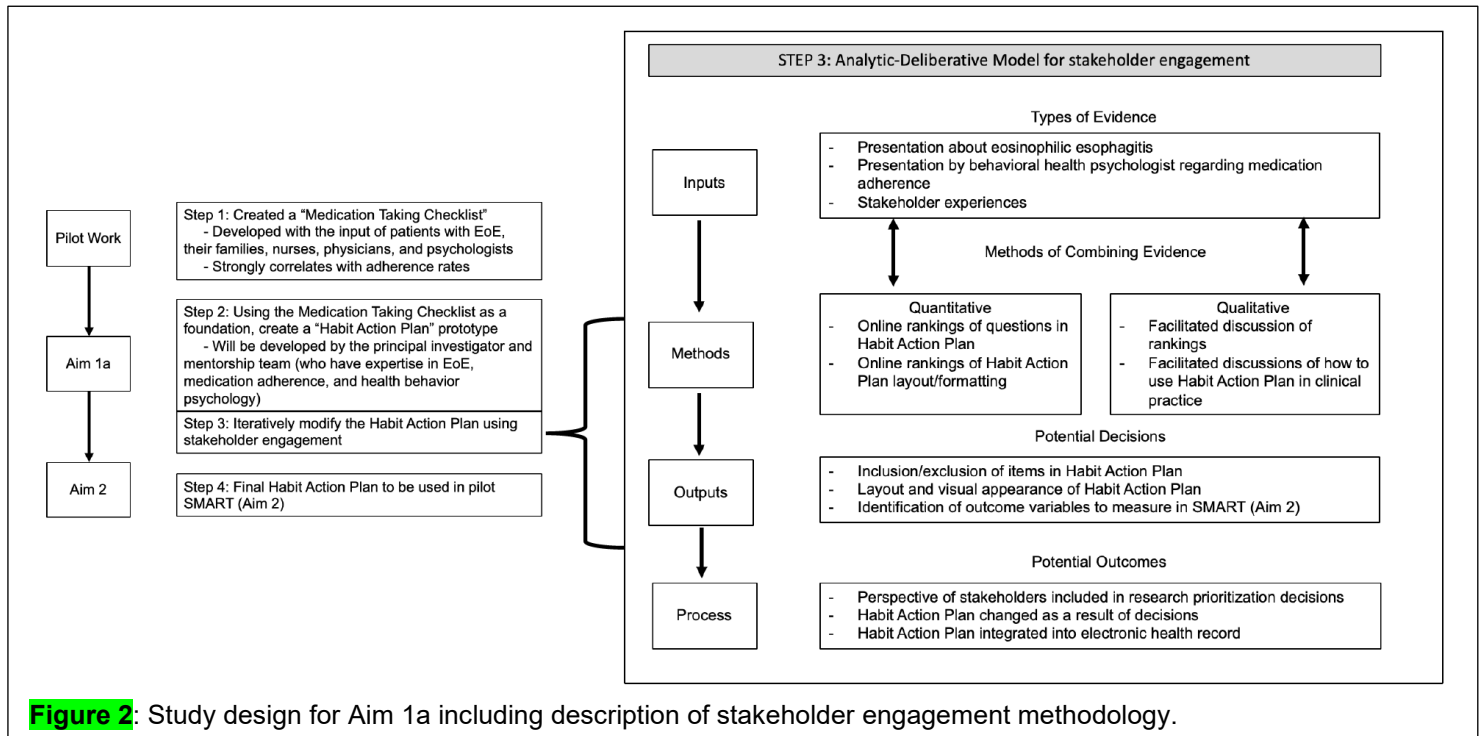 STEP 3: Analytic-Deliberative Model for stakeholder engagement
Pilot Work
Step 1: Created a “Medication Taking Checklist”
- Developed with the input of patients with EoE,
their families, nurses, physicians, and psychologists
- Strongly correlates with adherence rates
Aim 1a
Step 2: Using the Medication Taking Checklist as a
foundation, create a “Habit Action Plan” prototype
- Will be developed by the principal investigator and
mentorship team (who have expertise in EoE,
medication adherence, and health behavior
psychology)
Step 3: Iteratively modify the Habit Action Plan using
stakeholder engagement
Aim 2
Step 4: Final Habit Action Plan to be used in pilot
SMART (Aim 2)
Inputs
Types of Evidence
- Presentation about eosinophilic esophagitis
- Presentation by behavioral health psychologist regarding medication
adherence
- Stakeholder experiences
Methods
Methods of Combining Evidence
Quantitative
- Online rankings of questions in
Habit Action Plan
- Online rankings of Habit Action
Plan layout/formatting
Qualitative
- Facilitated discussion of
rankings
- Facilitated discussions of how to
use Habit Action Plan in clinical
practice
Outputs
Potential Decisions
- Inclusion/exclusion of items in Habit Action Plan
- Layout and visual appearance of Habit Action Plan
- Identification of outcome variables to measure in SMART (Aim 2)
Process
Potential Outcomes
- Perspective of stakeholders included in research prioritization decisions
- Habit Action Plan changed as a result of decisions
- Habit Action Plan integrated into electronic health record
Figure 2: Study design for Aim 1a including description of stakeholder engagement methodology.